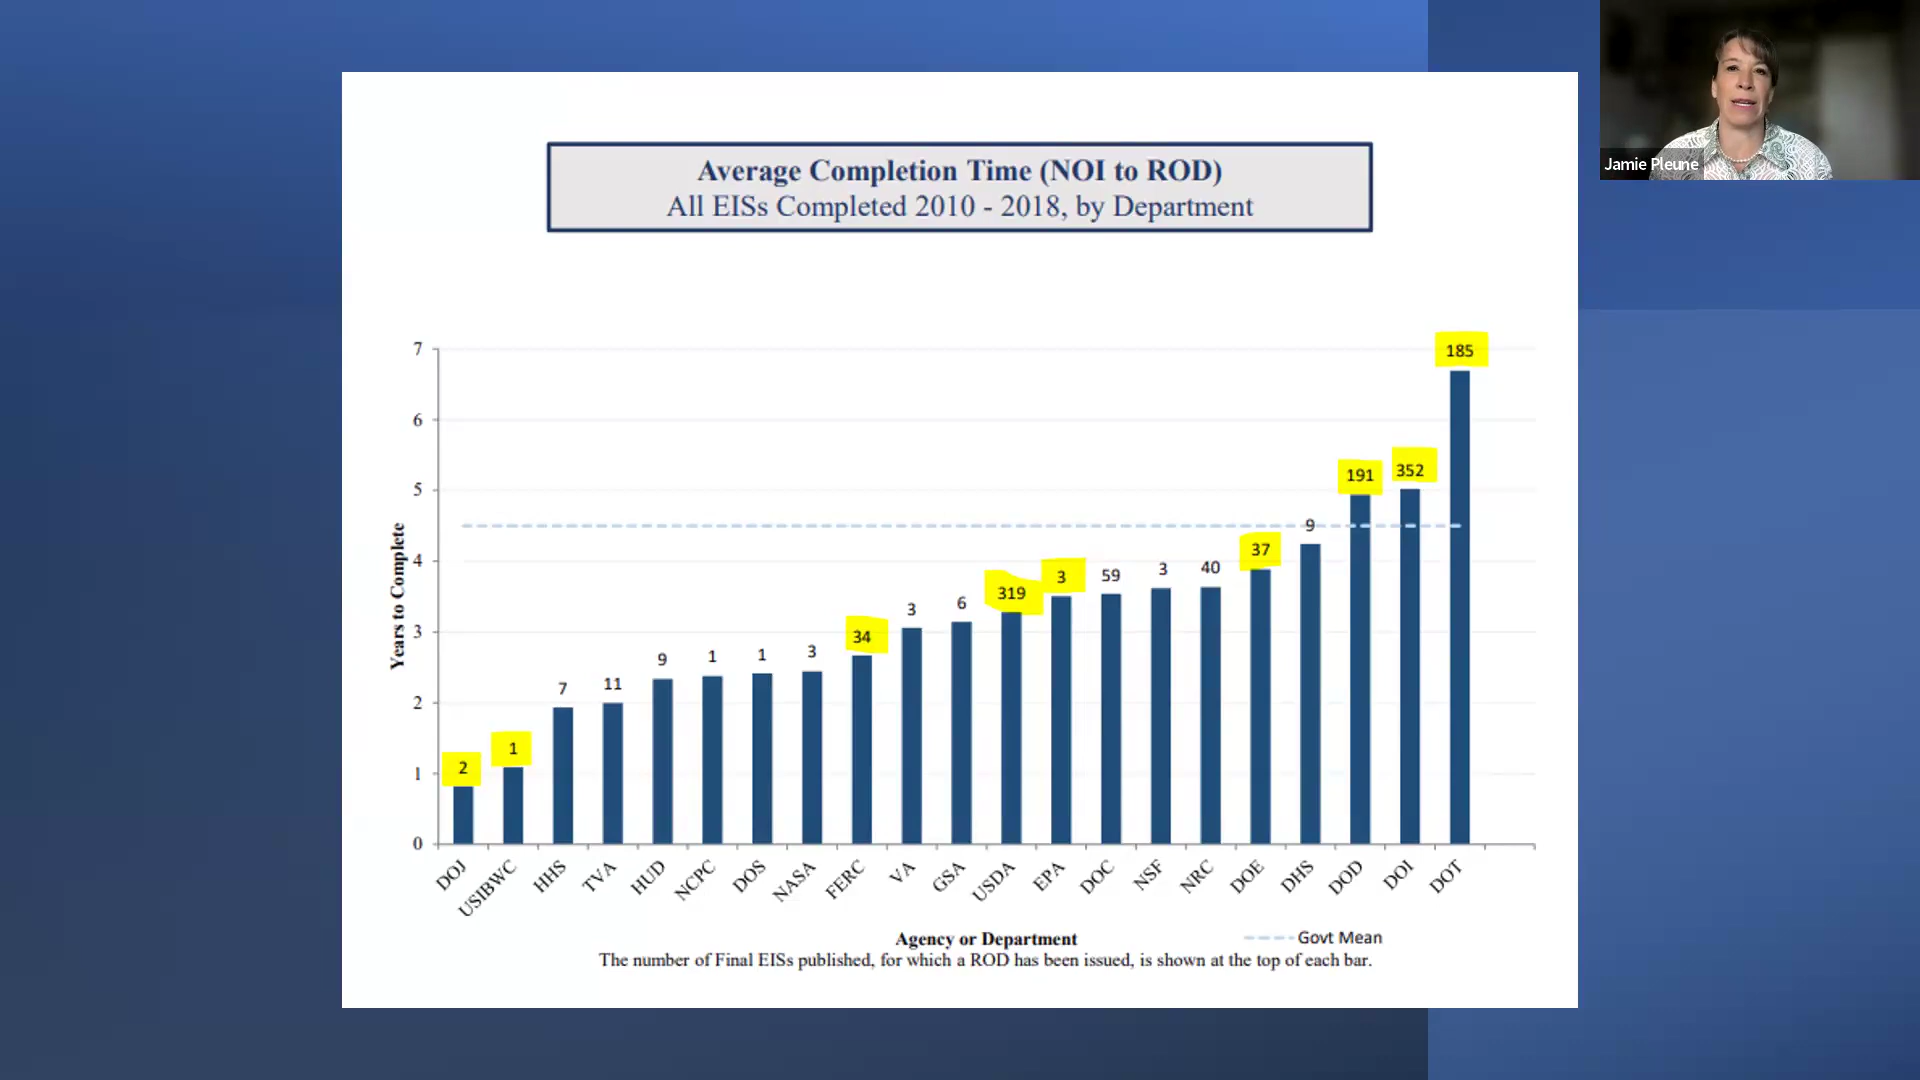 Average Completion Time (NOI to ROD)
All EISs Completed 2010 - 2018, by Department
Jamie Pleune
Years to Complete
7
6
5
4
3
2
1
0
2
1
7
11
9
1
1
3
34
3
6
319
3
59
3
40
37
9
191
352
185
DOJ
USIBWC
HHS
TVA
HUD
NCPC
DOS
NASA
FERC
VA
GSA
USDA
EPA
DOC
NSF
NRC
DOE
DHS
DOD
DOI
DOT
Agency or Department
Govt Mean
The number of Final EISs published, for which a ROD has been issued, is shown at the top of each bar.